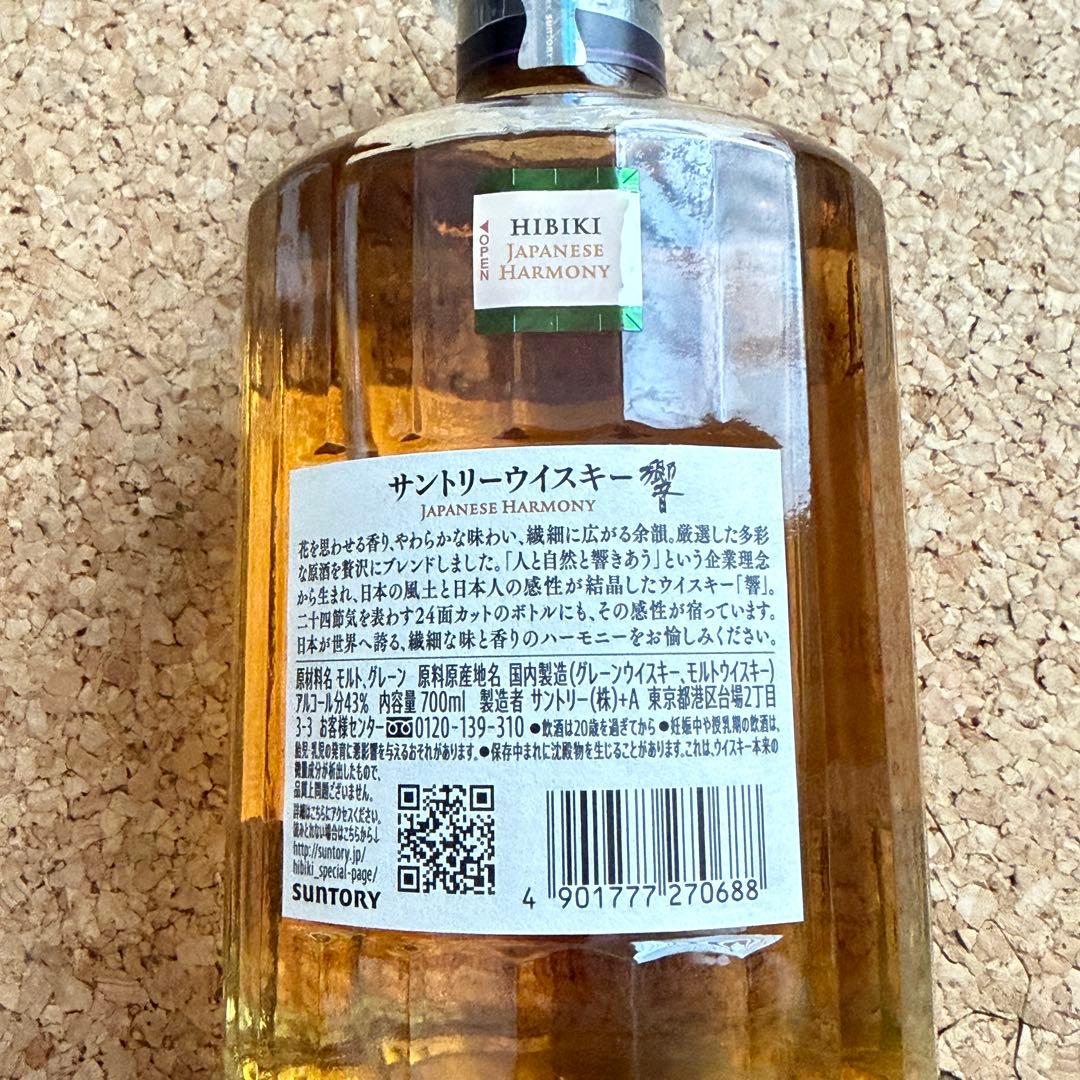 SUNTORY
OPEN
HIBIKI
JAPANESE
HARMONY
サントリーウイスキー 響
JAPANESE HARMONY
花を思わせる香り、やわらかな味わい、繊細に広がる余韻。厳選した多彩
な原酒を贅沢にブレンドしました。「人と自然と響きあう」という企業理念
から生まれ、日本の風土と日本人の感性が結晶したウイスキー「響」。
二十四節気を表わす24面カットのボトルにも、その感性が宿っています。
日本が世界へ誇る、繊細な味と香りのハーモニーをお愉しみください。
原材料名 モルト、グレーン 原料原産地名 国内製造(グレーンウイスキー、モルトウイスキー)
アルコール分43% 内容量 700ml 製造者 サントリー(株)+A 東京都港区台場2丁目
3-3 お客様センター 0120-139-310 ●飲酒は20歳を過ぎてから ●妊娠中や授乳期の飲酒は、
胎児・乳児の発育に悪影響を与えるおそれがあります。●保存中まれに沈殿物を生じることがあります。これは、ウイスキー本来の
微量成分が析出したもので、
品質上問題ございません。
詳細はこちらにアクセスください。
読みとれない場合はこちらから↓
http://suntory.jp/
hibiki_special-page/
SUNTORY
4 901777 270688